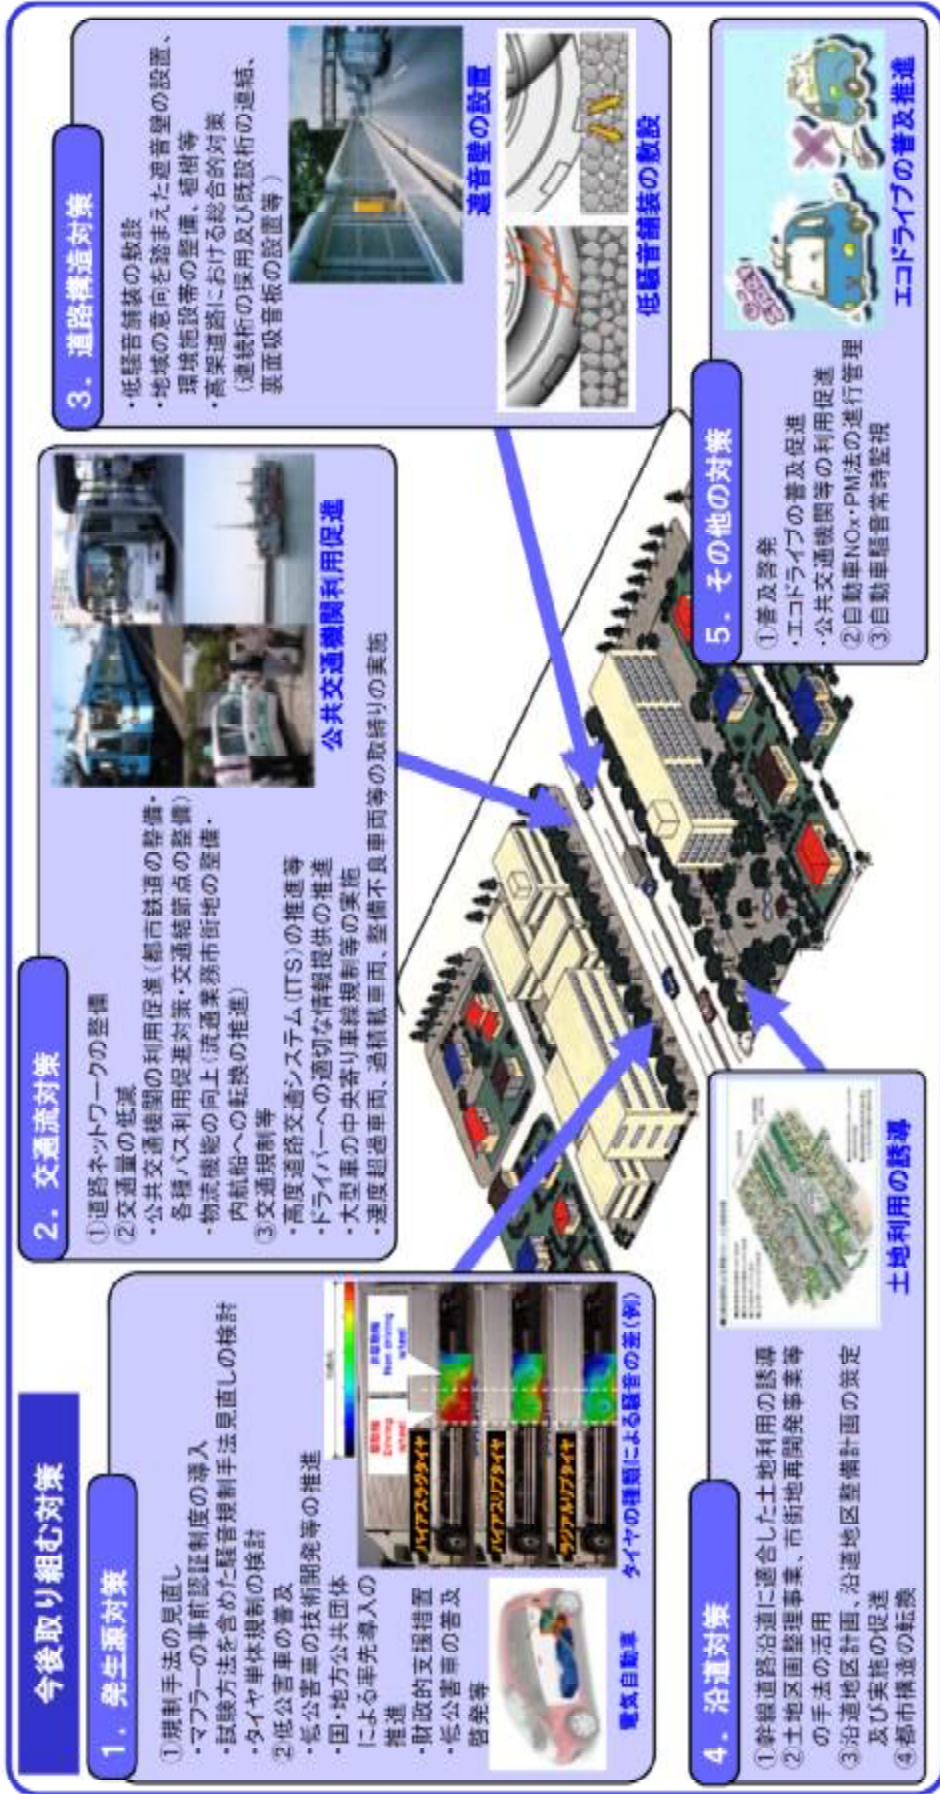 今後取り組む対策
1. 発生源対策
①規制手法の見直し
・マフラーの事前認証制度の導入
・試験方法を含めた騒音規制手法見直しの検討
・タイヤ単体規制の検討
②低公害車の普及
・低公害車の技術開発等の推進
・国・地方公共団体
による率先導入の
推進
・財政的支援措置
・低公害車の普及
啓発等
電気自動車
駆動輪
Driving
wheel
非駆動輪
Non driving
wheel
バイアスラグタイヤ
バイアスリブタイヤ
ラジアルリブタイヤ
タイヤの種類による騒音の差(例)
2. 交通流対策
①道路ネットワークの整備
②交通量の低減
・公共交通機関の利用促進(都市鉄道の整備・
各種バス利用促進対策・交通結節点の整備)
・物流機能の向上(流通業務市街地の整備・
内航船への転換の推進)
③交通規制等
・高度道路交通システム(ITS)の推進等
・ドライバーへの適切な情報提供の推進
・大型車の中央寄り車線規制等の実施
・速度超過車両、過積載車両、整備不良車両等の取締りの実施
公共交通機関利用促進
3. 道路構造対策
・低騒音舗装の敷設
・地域の意向を踏まえた遮音壁の設置、
環境施設帯の整備、植樹等
・高架道路における総合的対策
(連続桁の採用及び既設桁の連結、
裏面吸音板の設置等)
遮音壁の設置
低騒音舗装の敷設
4. 沿道対策
①幹線道路沿道に適合した土地利用の誘導
②土地区画整理事業、市街地再開発事業等
の手法の活用
③沿道地区計画、沿道地区整備計画の策定
及び実施の促進
④都市構造の転換
土地利用の誘導
5. その他の対策
①普及啓発
・エコドライブの普及促進
・公共交通機関等の利用促進
②自動車NOx・PM法の進行管理
③自動車騒音常時監視
エコドライブの普及推進